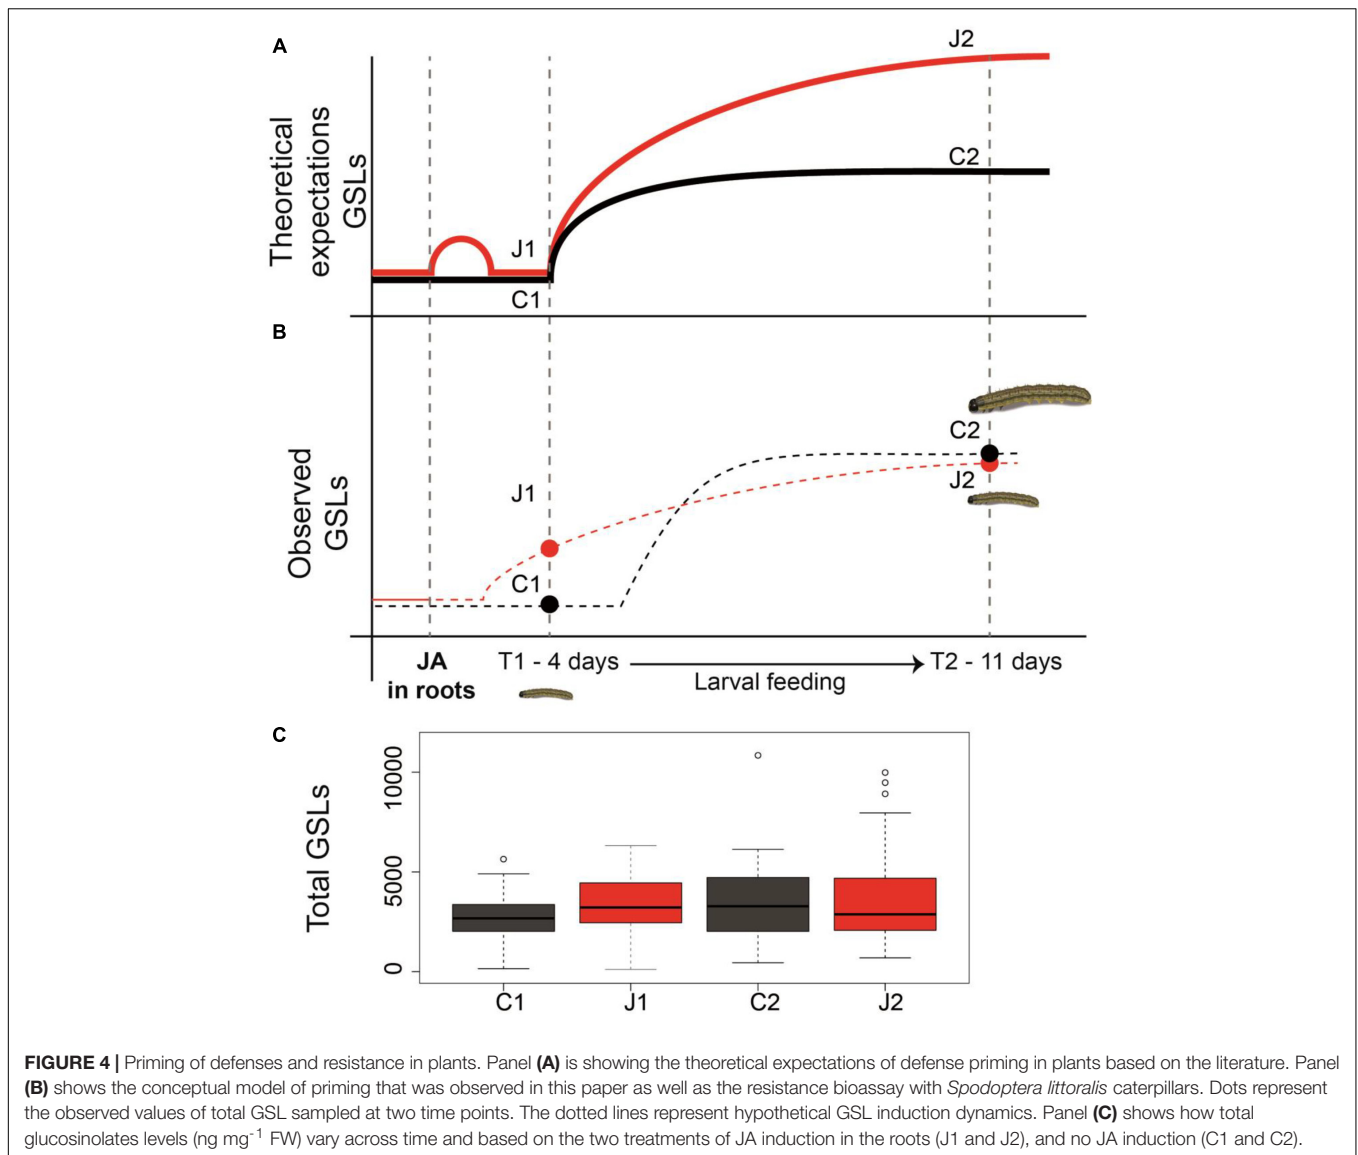 A
Theoretical
expectations
GSLs
J2
C2
J1
C1
B
Observed
GSLs
C2
J1
J2
C1
JA
in roots
T1 - 4 days
Larval feeding
T2 - 11 days
C
Total GSLs
10000
5000
0
C1 J1 C2 J2
FIGURE 4 | Priming of defenses and resistance in plants. Panel (A) is showing the theoretical expectations of defense priming in plants based on the literature. Panel
(B) shows the conceptual model of priming that was observed in this paper as well as the resistance bioassay with Spodoptera littoralis caterpillars. Dots represent
the observed values of total GSL sampled at two time points. The dotted lines represent hypothetical GSL induction dynamics. Panel (C) shows how total
glucosinolates levels (ng mg-1 FW) vary across time and based on the two treatments of JA induction in the roots (J1 and J2), and no JA induction (C1 and C2).